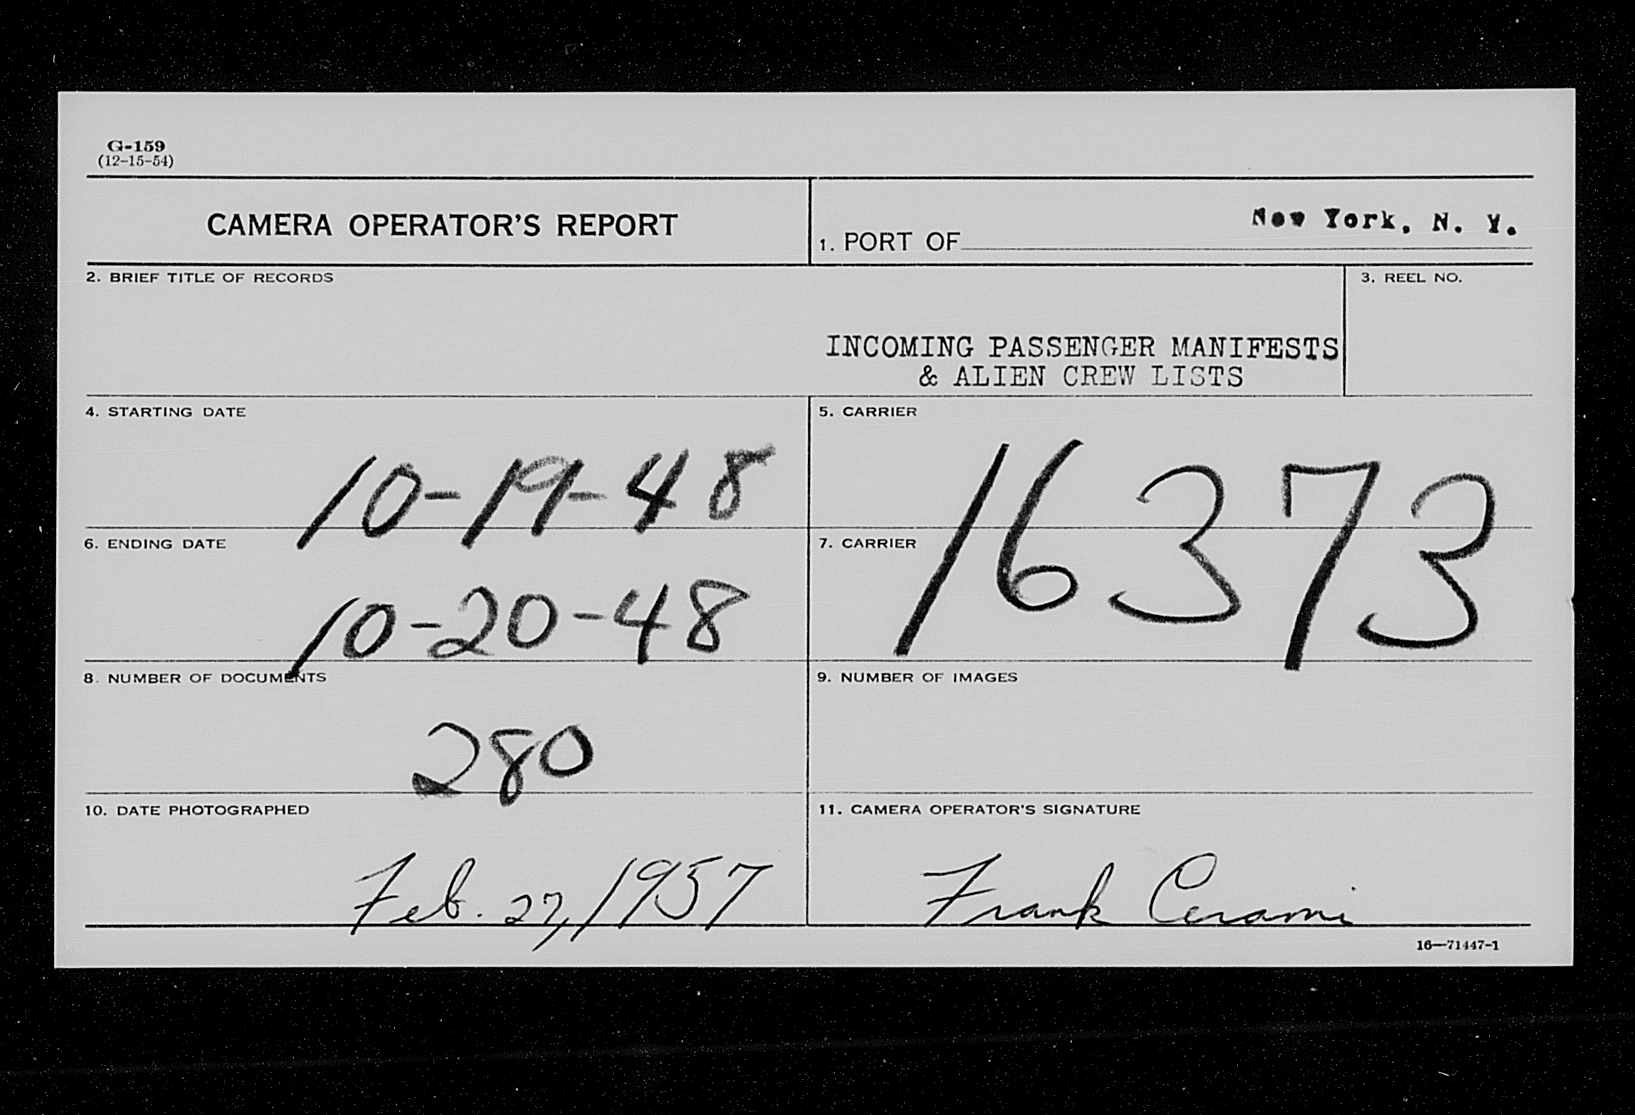 G-159
(12-15-54)
CAMERA OPERATOR'S REPORT
1. PORT OF New York, N. Y.
2. BRIEF TITLE OF RECORDS
3. REEL NO.
INCOMING PASSENGER MANIFESTS
& ALIEN CREW LISTS
4. STARTING DATE
10-19-48
5. CARRIER
16373
6. ENDING DATE
10-20-48
7. CARRIER
8. NUMBER OF DOCUMENTS
280
9. NUMBER OF IMAGES
10. DATE PHOTOGRAPHED
Feb. 27, 1957
11. CAMERA OPERATOR'S SIGNATURE
Frank Cerami
16—71447-1